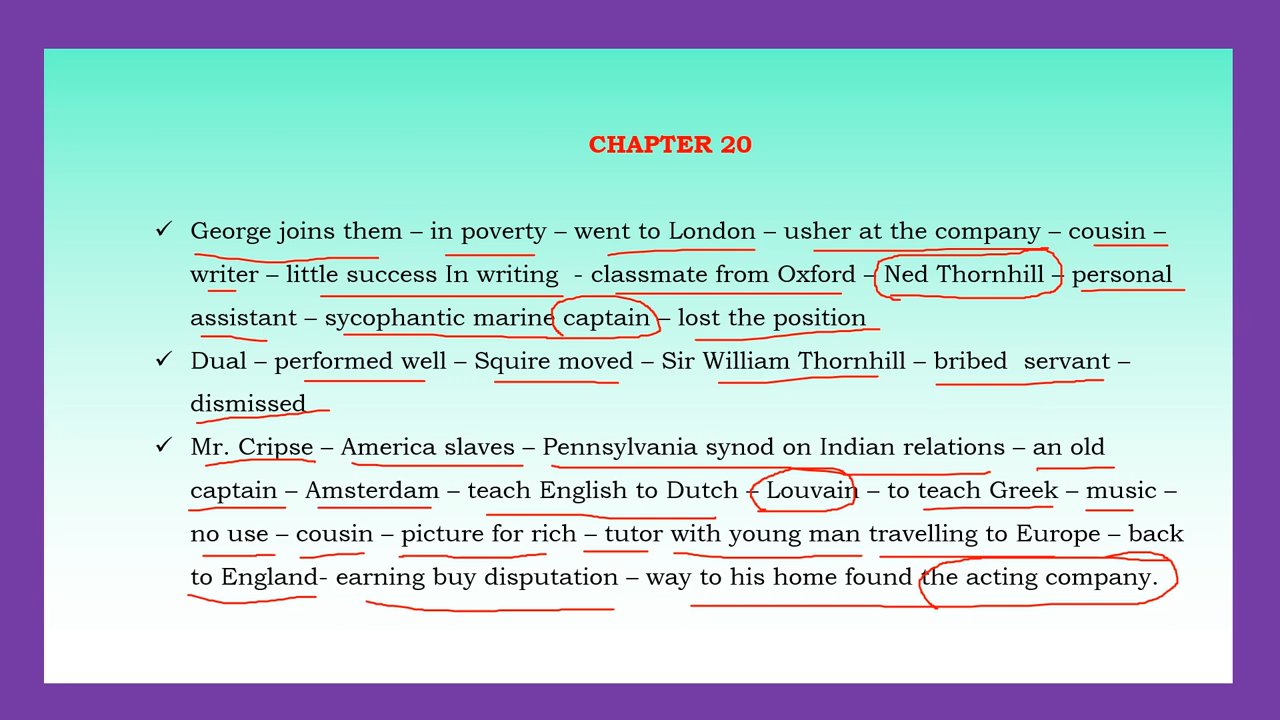 CHAPTER 20
✓ George joins them – in poverty – went to London – usher at the company – cousin –
writer – little success In writing - classmate from Oxford – Ned Thornhill – personal
assistant – sycophantic marine captain – lost the position
✓ Dual – performed well – Squire moved – Sir William Thornhill – bribed servant –
dismissed
✓ Mr. Cripse – America slaves – Pennsylvania synod on Indian relations – an old
captain – Amsterdam – teach English to Dutch – Louvain – to teach Greek – music –
no use – cousin – picture for rich – tutor with young man travelling to Europe – back
to England- earning buy disputation – way to his home found the acting company.